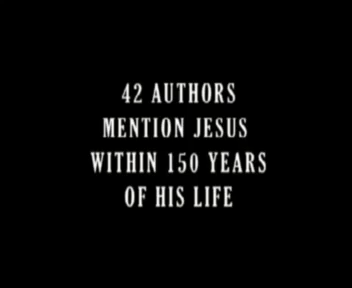 42 AUTHORS
MENTION JESUS
WITHIN 150 YEARS
OF HIS LIFE